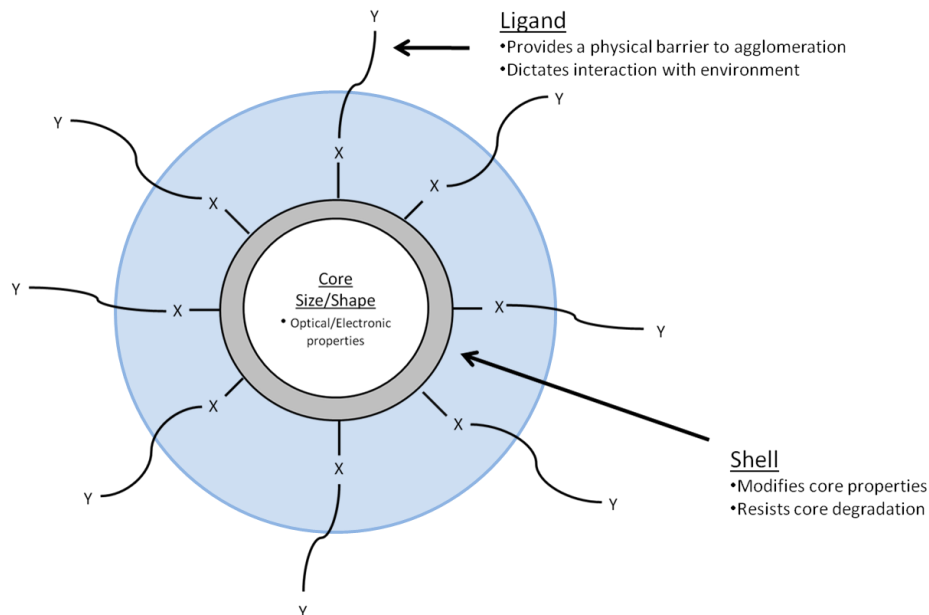 Y
Ligand
•Provides a physical barrier to agglomeration
•Dictates interaction with environment
Y
Y
X
X
X
Core
Size/Shape
• Optical/Electronic
properties
Y
X
X
Y
X
X
X
Y
Y
Shell
•Modifies core properties
•Resists core degradation
Y